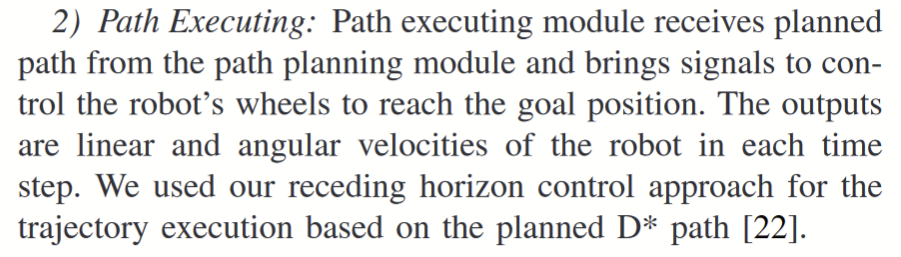 2) Path Executing: Path executing module receives planned
path from the path planning module and brings signals to con-
trol the robot's wheels to reach the goal position. The outputs
are linear and angular velocities of the robot in each time
step. We used our receding horizon control approach for the
trajectory execution based on the planned D* path [22].